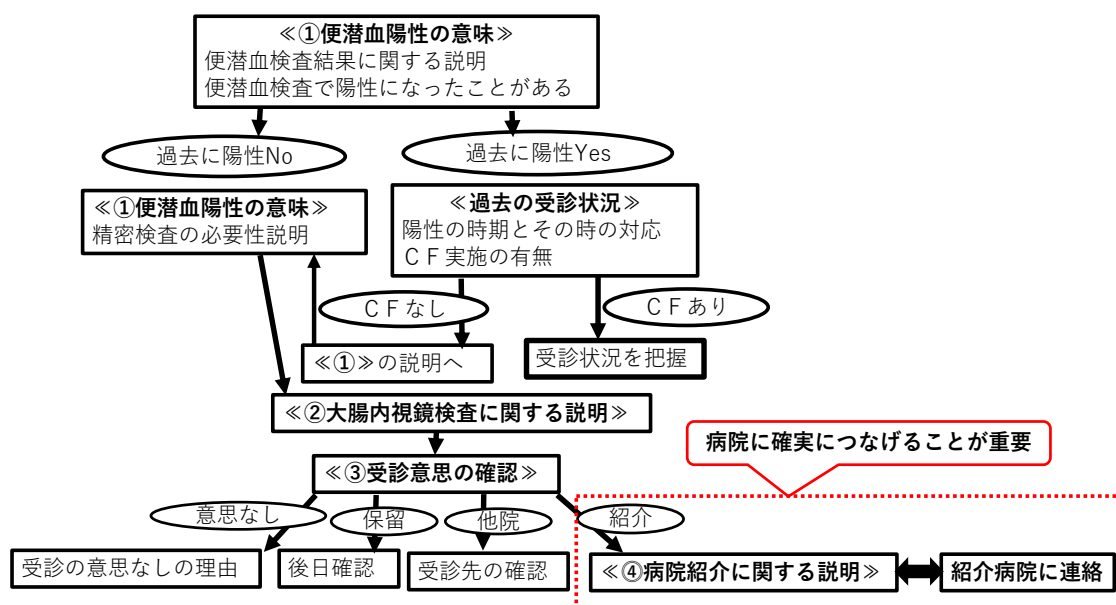 ≪①便潜血陽性の意味≫
便潜血検査結果に関する説明
便潜血検査で陽性になったことがある
過去に陽性No
過去に陽性Yes
≪①便潜血陽性の意味≫
精密検査の必要性説明
≪過去の受診状況≫
陽性の時期とその時の対応
ＣＦ実施の有無
ＣＦなし
ＣＦあり
≪①≫の説明へ
受診状況を把握
≪②大腸内視鏡検査に関する説明≫
病院に確実につなげることが重要
≪③受診意思の確認≫
意思なし
保留
他院
紹介
受診の意思なしの理由
後日確認
受診先の確認
≪④病院紹介に関する説明≫
紹介病院に連絡